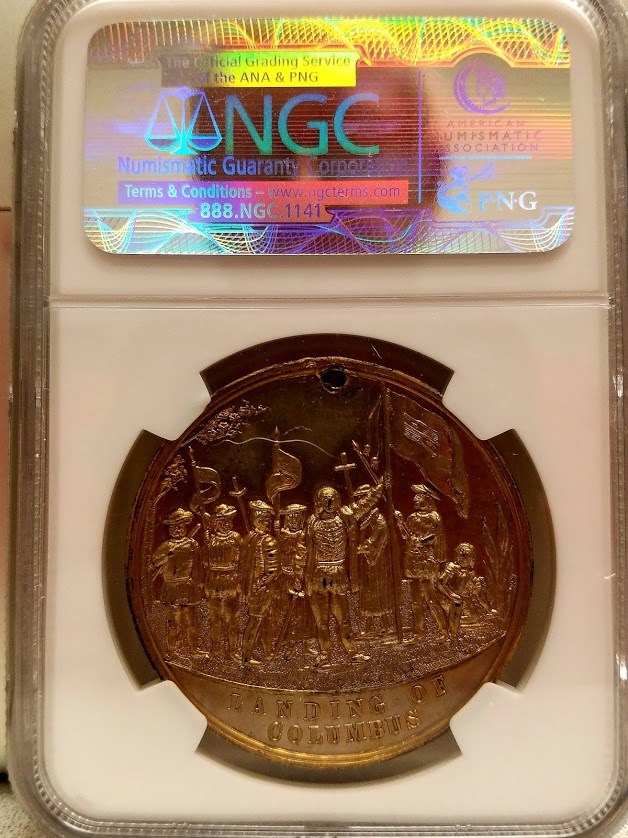 The Official Grading Service
of the ANA & PNG
NGC
Numismatic Guaranty Corporation
Terms & Conditions – www.ngcterms.com
888.NGC.1141
AMERICAN
NUMISMATIC
ASSOCIATION
PNG
LANDING OF
COLUMBUS